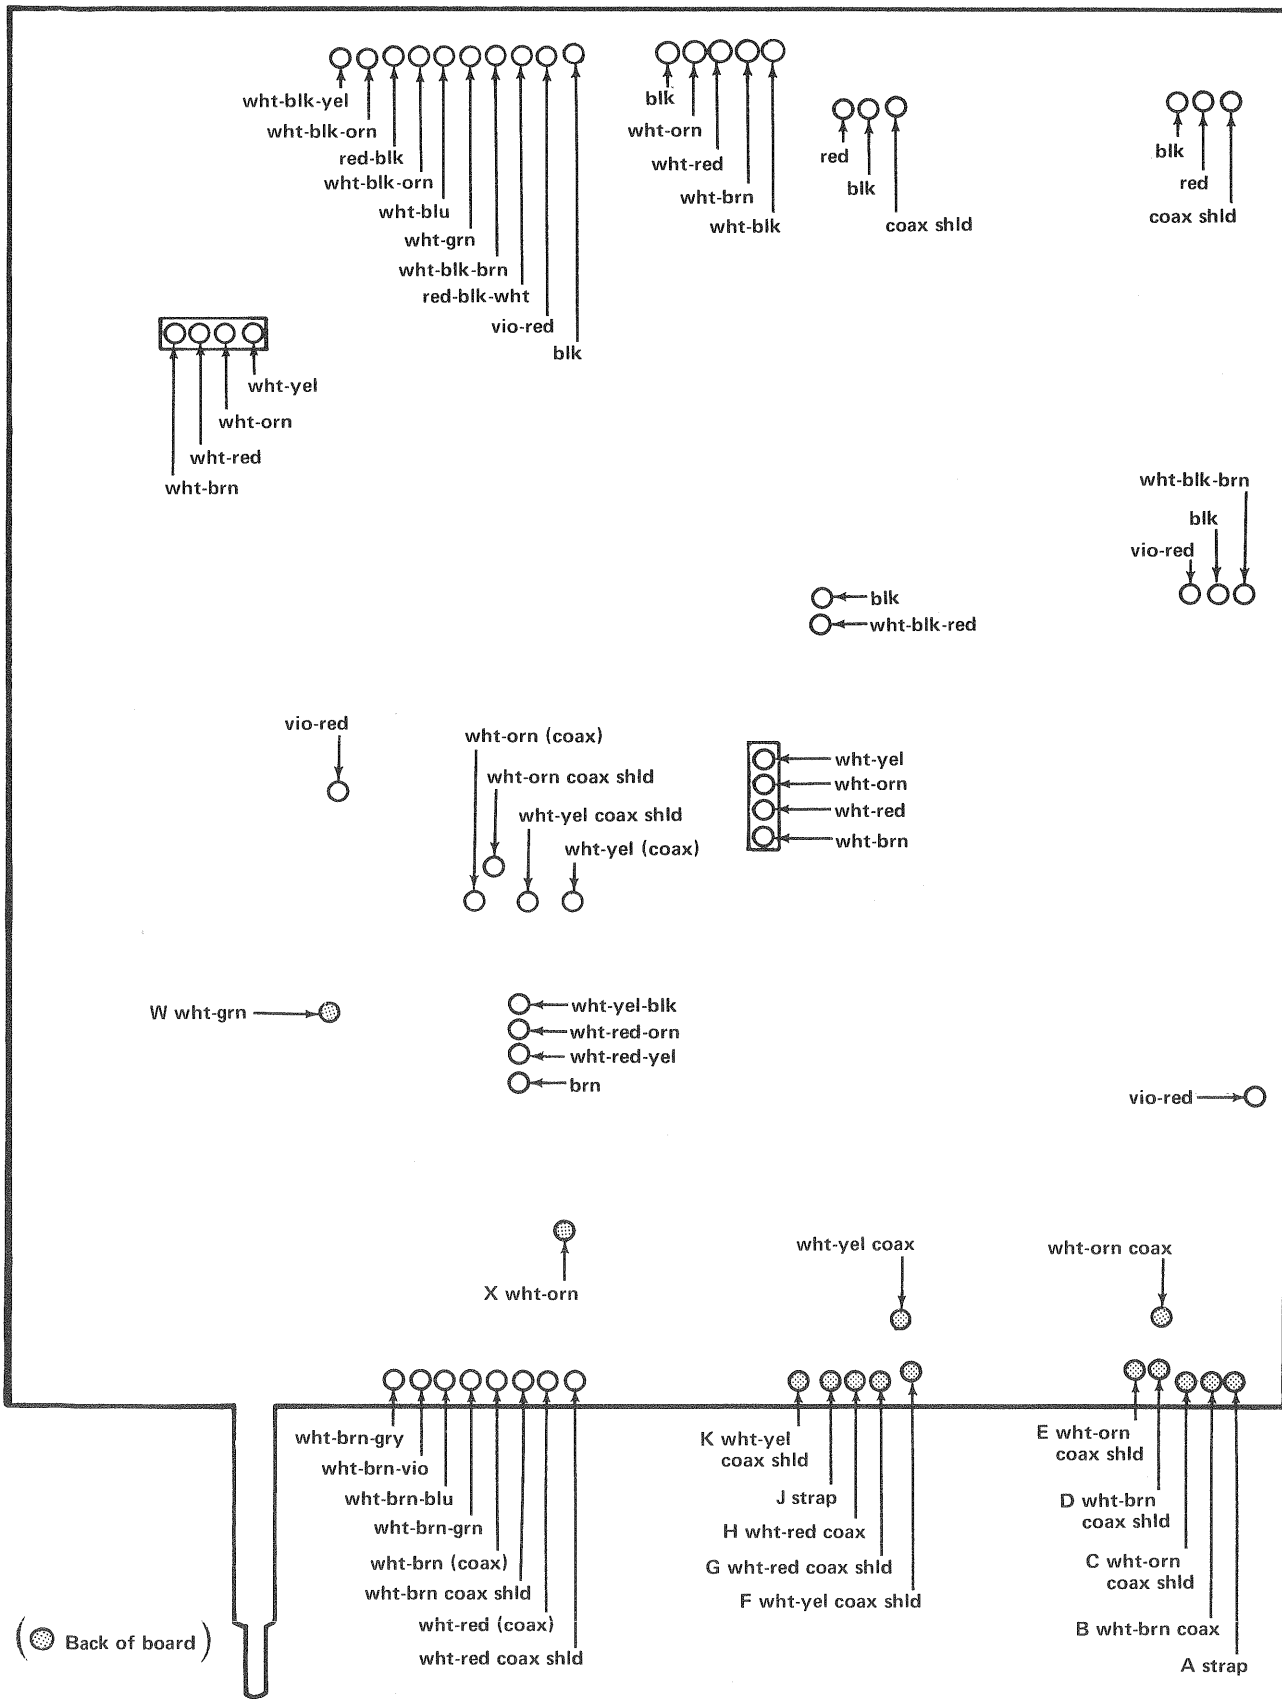 wht-blk-yel
wht-blk-orn
red-blk
wht-blk-orn
wht-blu
wht-grn
wht-blk-brn
red-blk-wht
vio-red
blk
blk
wht-orn
wht-red
wht-brn
wht-blk
red
blk
coax shld
blk
red
coax shld
wht-yel
wht-orn
wht-red
wht-brn
wht-blk-brn
blk
vio-red
blk
wht-blk-red
vio-red
wht-orn (coax)
wht-orn coax shld
wht-yel coax shld
wht-yel (coax)
wht-yel
wht-orn
wht-red
wht-brn
W wht-grn
wht-yel-blk
wht-red-orn
wht-red-yel
brn
vio-red
X wht-orn
wht-yel coax
wht-orn coax
wht-brn-gry
wht-brn-vio
wht-brn-blu
wht-brn-grn
wht-brn (coax)
wht-brn coax shld
wht-red (coax)
wht-red coax shld
K wht-yel
coax shld
J strap
H wht-red coax
G wht-red coax shld
F wht-yel coax shld
E wht-orn
coax shld
D wht-brn
coax shld
C wht-orn
coax shld
B wht-brn coax
A strap
( Back of board )